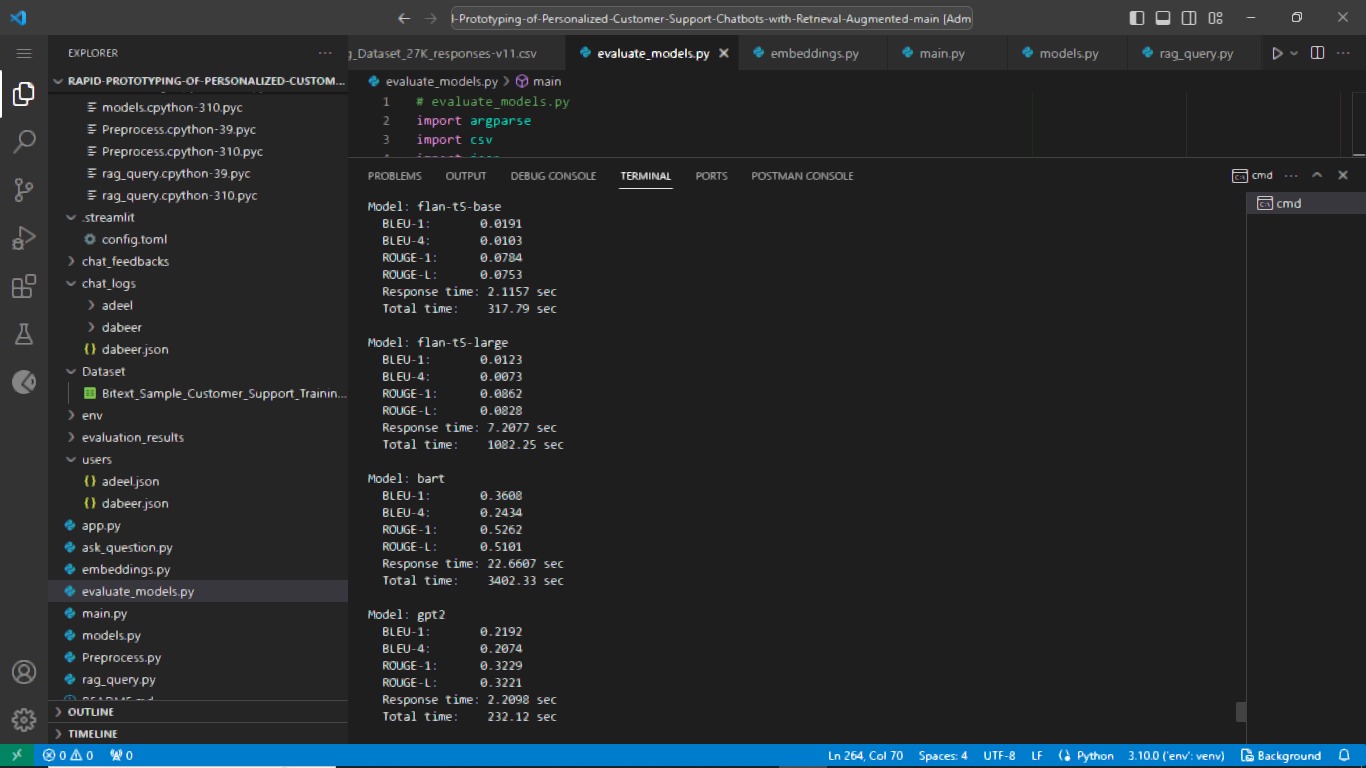 l-Prototyping-of-Personalized-Customer-Support-Chatbots-with-Retrieval-Augmented-main [Adm
EXPLORER
RAPID-PROTOTYPING-OF-PERSONALIZED-CUSTOM...
models.cpython-310.pyc
Preprocess.cpython-39.pyc
Preprocess.cpython-310.pyc
rag_query.cpython-39.pyc
rag_query.cpython-310.pyc
.streamlit
config.toml
chat_feedbacks
chat_logs
adeel
dabeer
dabeer.json
Dataset
Bitext_Sample_Customer_Support_Trainin...
env
evaluation_results
users
adeel.json
dabeer.json
app.py
ask_question.py
embeddings.py
evaluate_models.py
main.py
models.py
Preprocess.py
rag_query.py
README.md
OUTLINE
TIMELINE
g_Dataset_27K_responses-v11.csv
evaluate_models.py
embeddings.py
main.py
models.py
rag_query.py
evaluate_models.py > main
1 # evaluate_models.py
2 import argparse
3 import csv
4 import json
PROBLEMS OUTPUT DEBUG CONSOLE TERMINAL PORTS POSTMAN CONSOLE
cmd
cmd
Model: flan-t5-base
BLEU-1: 0.0191
BLEU-4: 0.0103
ROUGE-1: 0.0784
ROUGE-L: 0.0753
Response time: 2.1157 sec
Total time: 317.79 sec
Model: flan-t5-large
BLEU-1: 0.0123
BLEU-4: 0.0073
ROUGE-1: 0.0862
ROUGE-L: 0.0828
Response time: 7.2077 sec
Total time: 1082.25 sec
Model: bart
BLEU-1: 0.3608
BLEU-4: 0.2434
ROUGE-1: 0.5262
ROUGE-L: 0.5101
Response time: 22.6607 sec
Total time: 3402.33 sec
Model: gpt2
BLEU-1: 0.2192
BLEU-4: 0.2074
ROUGE-1: 0.3229
ROUGE-L: 0.3221
Response time: 2.2098 sec
Total time: 232.12 sec
0 0 0 Ln 264, Col 70 Spaces: 4 UTF-8 LF Python 3.10.0 ('env': venv) Background